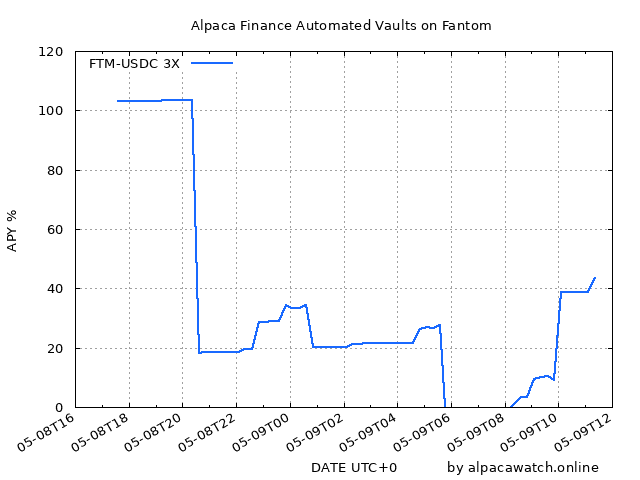 Alpaca Finance Automated Vaults on Fantom
FTM-USDC 3X
APY %
120
100
80
60
40
20
0
05-08T16
05-08T18
05-08T20
05-08T22
05-09T00
05-09T02
05-09T04
05-09T06
05-09T08
05-09T10
05-09T12
DATE UTC+0
by alpacawatch.online